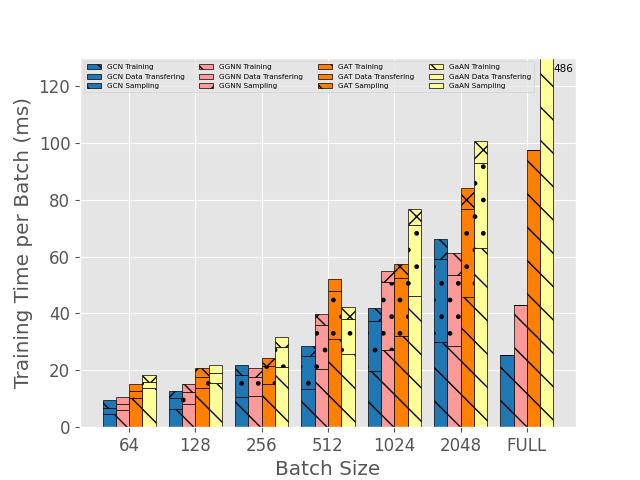 GCN Training GGNN Training GAT Training GaAN Training
GCN Data Transfering GGNN Data Transfering GAT Data Transfering GaAN Data Transfering
GCN Sampling GGNN Sampling GAT Sampling GaAN Sampling
486
120
100
80
60
40
20
0
Training Time per Batch (ms)
64 128 256 512 1024 2048 FULL
Batch Size